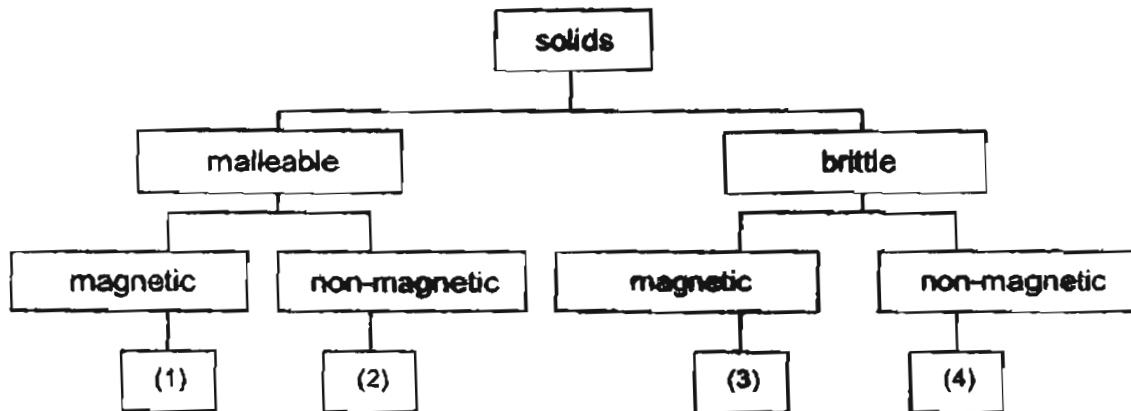 solids
malleable
brittle
magnetic
non-magnetic
magnetic
non-magnetic
(1)
(2)
(3)
(4)